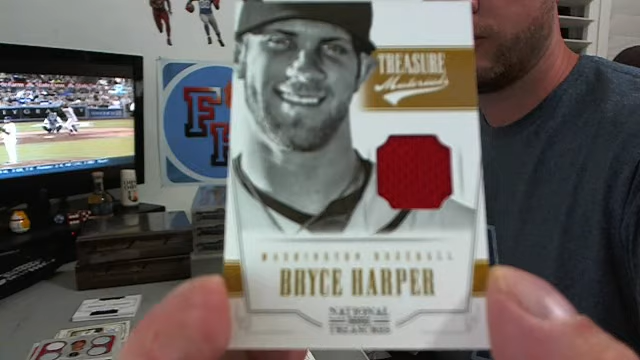 TREASURE
Materials
WASHINGTON BASEBALL
BRYCE HARPER
NATIONAL
TREASURES